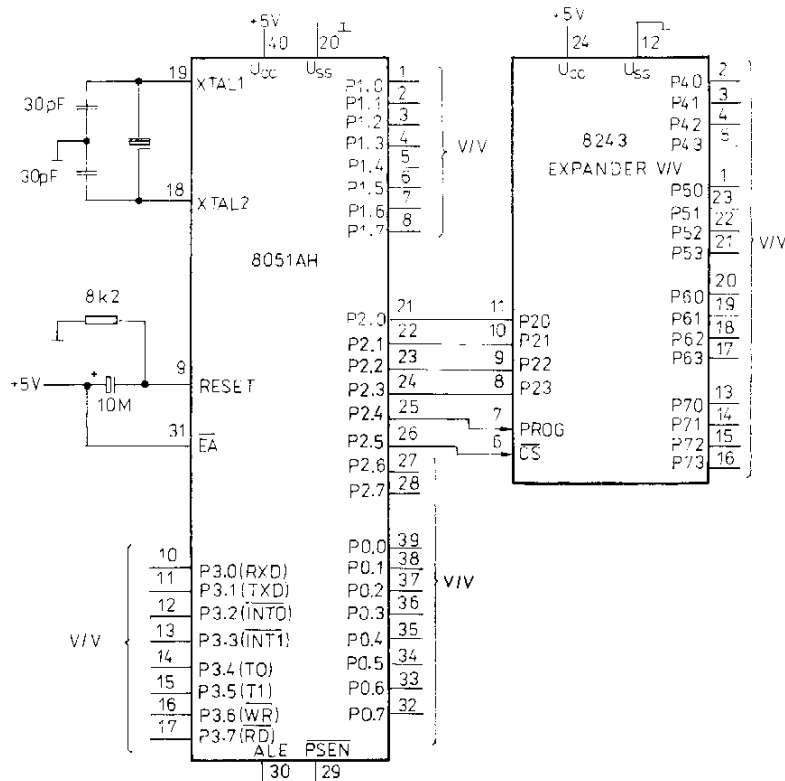 +5V
40
20
19
XTAL1
UCC
USS
30pF
30pF
18
XTAL2
P1.0 1
P1.1 2
P1.2 3
P1.3 4
P1.4 5
P1.5 6
P1.6 7
P1.7 8
V/V
8051AH
8k2
+5V
+
10M
9
RESET
31
EA
P2.0 21
P2.1 22
P2.2 23
P2.3 24
P2.4 25
P2.5 26
P2.6 27
P2.7 28
P0.0 39
P0.1 38
P0.2 37
P0.3 36
P0.4 35
P0.5 34
P0.6 33
P0.7 32
V/V
V/V
10 P3.0(RXD)
11 P3.1(TXD)
12 P3.2(INT0)
13 P3.3(INT1)
14 P3.4(T0)
15 P3.5(T1)
16 P3.6(WR)
17 P3.7(RD)
ALE PSEN
30 29
+5V
24
12
UCC
USS
8243
EXPANDER V/V
11 P20
10 P21
9 P22
8 P23
7 PROG
6 CS
P40 2
P41 3
P42 4
P43 5
P50 1
P51 23
P52 22
P53 21
P60 20
P61 19
P62 18
P63 17
P70 13
P71 14
P72 15
P73 16
V/V